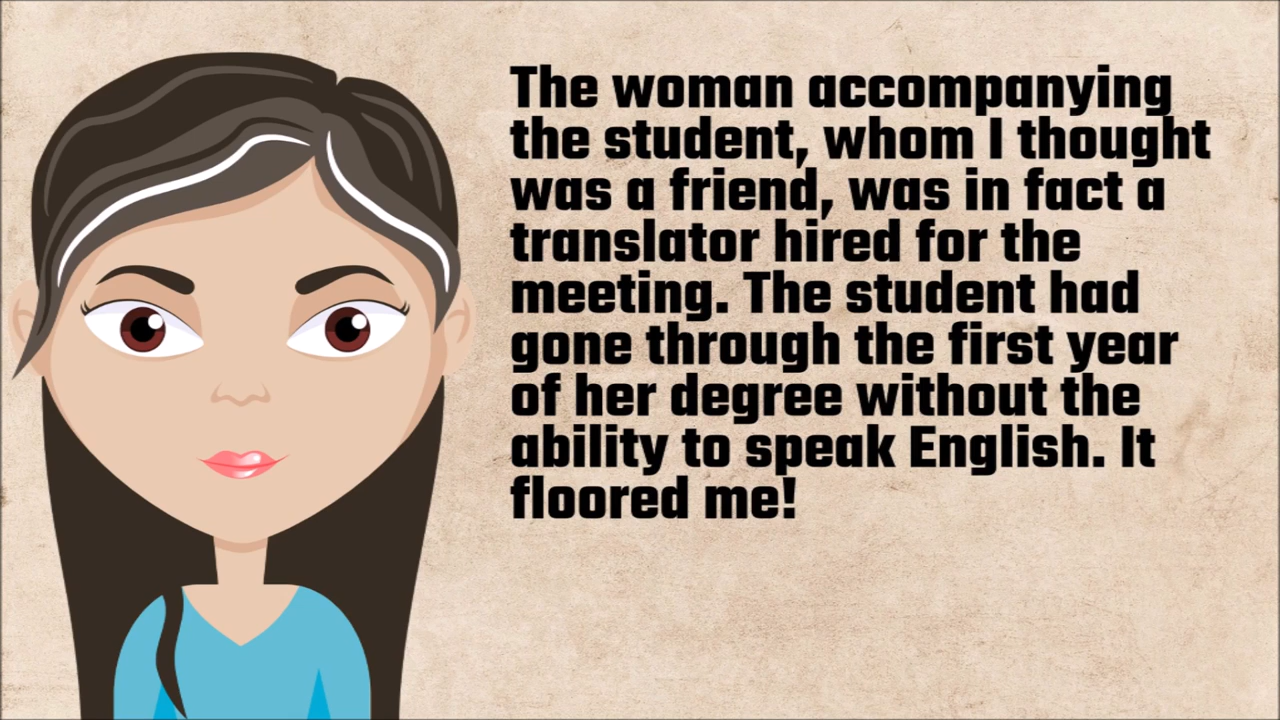 The woman accompanying
the student, whom I thought
was a friend, was in fact a
translator hired for the
meeting. The student had
gone through the first year
of her degree without the
ability to speak English. It
floored me!